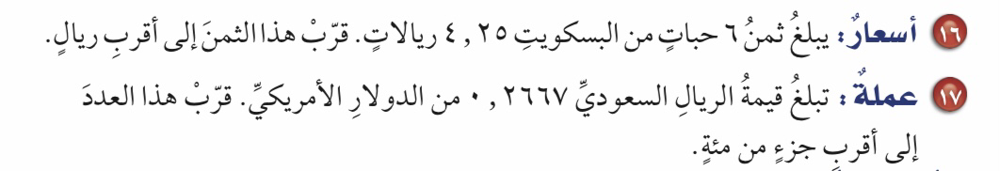 ١٦ أسعارٌ : يبلغُ ثمنُ ٦ حباتٍ من البسكويتِ ٤,٢٥ ريالاتٍ. قرّبْ هذا الثمنَ إلى أقربِ ريالٍ.
١٧ عملةٌ : تبلغُ قيمةُ الريالِ السعوديِّ ٠,٢٦٦٧ من الدولارِ الأمريكيِّ. قرّبْ هذا العددَ
إلى أقربِ جزءٍ من مئةٍ.